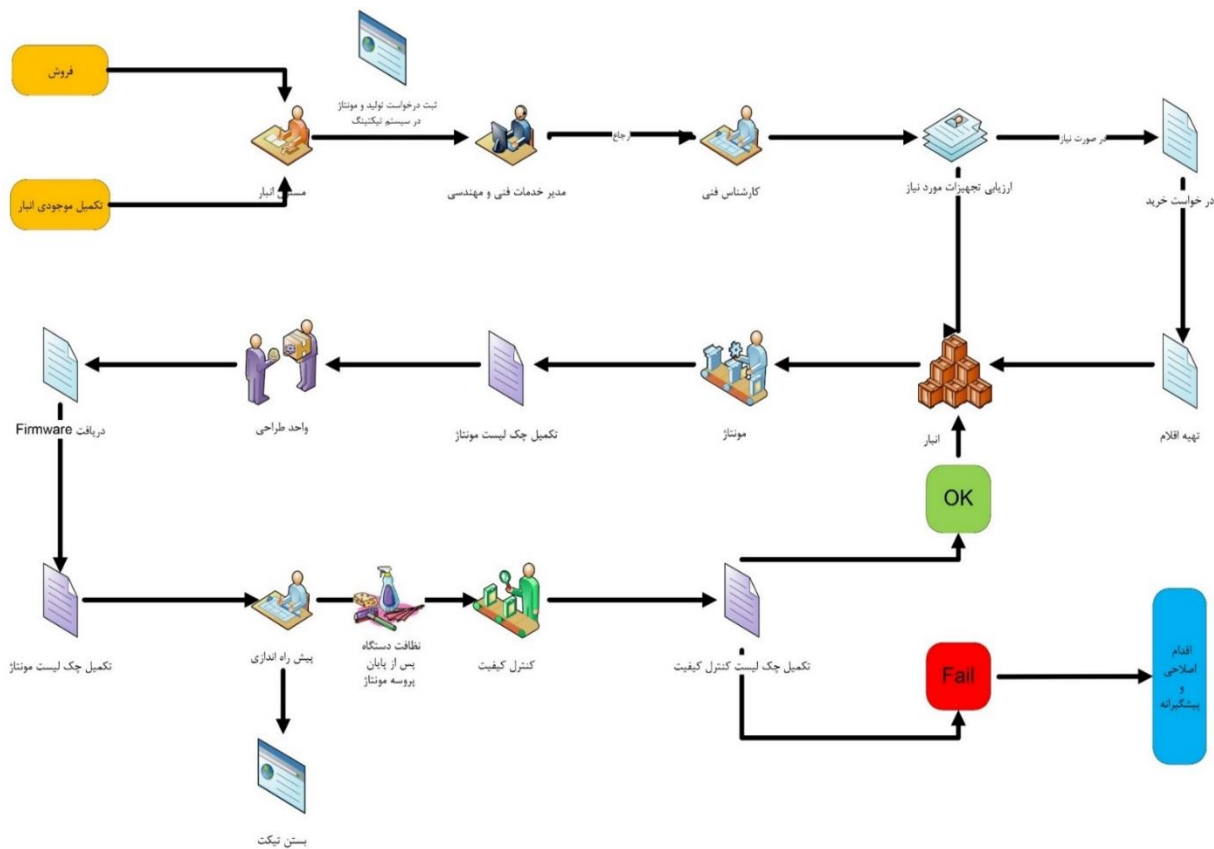 فروش
ثبت درخواست تولید و مونتاژ
در سیستم تیکتینگ
ارجاع
در صورت نیاز
تکمیل موجودی انبار
مسئول انبار
مدیر خدمات فنی و مهندسی
کارشناس فنی
ارزیابی تجهیزات مورد نیاز
در خواست خرید
دریافت Firmware
واحد طراحی
تکمیل چک لیست مونتاژ
مونتاژ
انبار
تهیه اقلام
OK
تکمیل چک لیست مونتاژ
پیش راه اندازی
نظافت دستگاه
پس از پایان
پروسه مونتاژ
کنترل کیفیت
تکمیل چک لیست کنترل کیفیت
Fail
اقدام
اصلاحی
و
پیشگیرانه
بستن تیکت